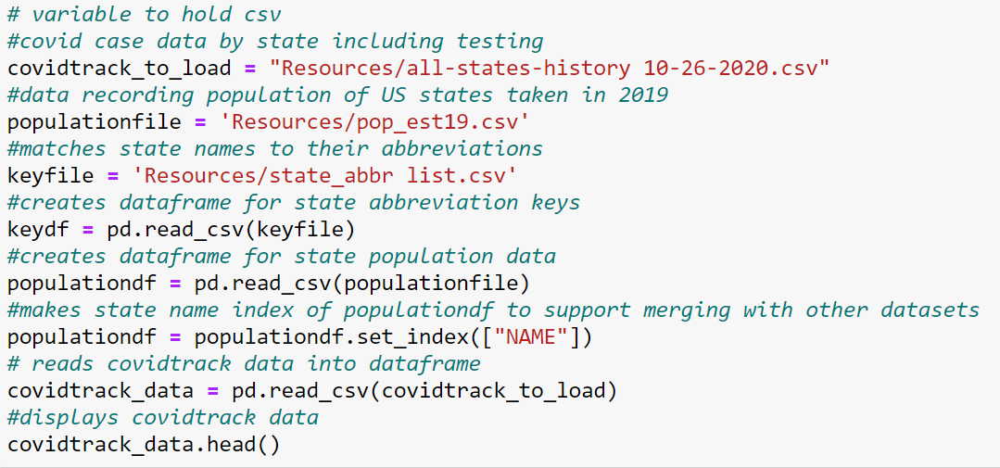 # variable to hold csv
#covid case data by state including testing
covidtrack_to_load = "Resources/all-states-history 10-26-2020.csv"
#data recording population of US states taken in 2019
populationfile = 'Resources/pop_est19.csv'
#matches state names to their abbreviations
keyfile = 'Resources/state_abbr list.csv'
#creates dataframe for state abbreviation keys
keydf = pd.read_csv(keyfile)
#creates dataframe for state population data
populationdf = pd.read_csv(populationfile)
#makes state name index of populationdf to support merging with other datasets
populationdf = populationdf.set_index(["NAME"])
# reads covidtrack data into dataframe
covidtrack_data = pd.read_csv(covidtrack_to_load)
#displays covidtrack data
covidtrack_data.head()